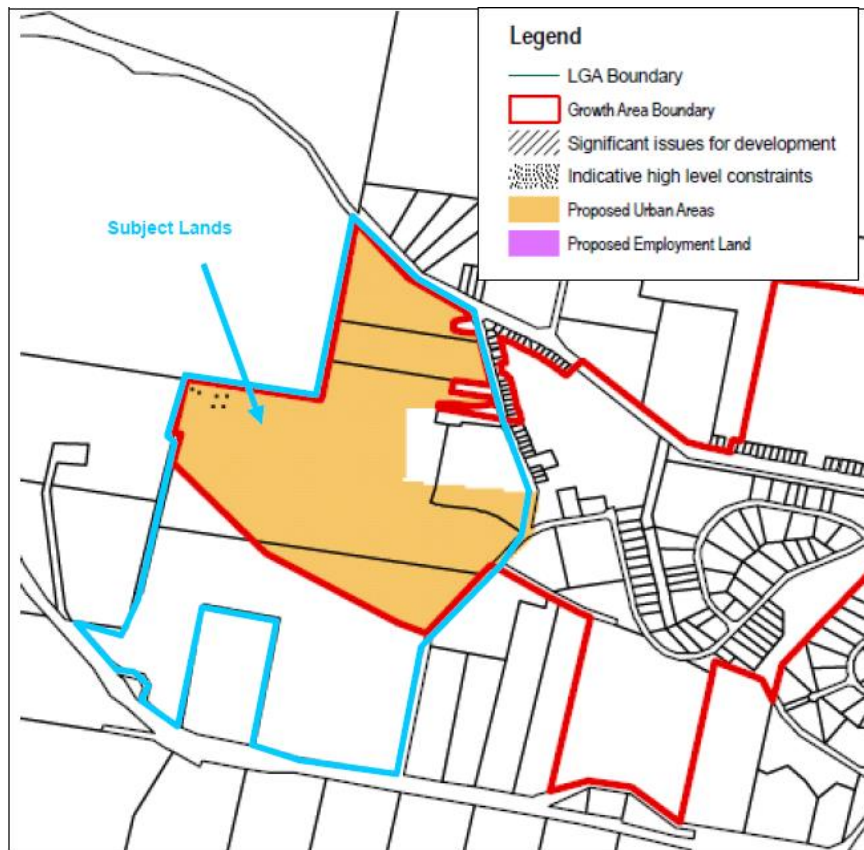 Legend
LGA Boundary
Growth Area Boundary
Significant issues for development
Indicative high level constraints
Proposed Urban Areas
Proposed Employment Land
Subject Lands